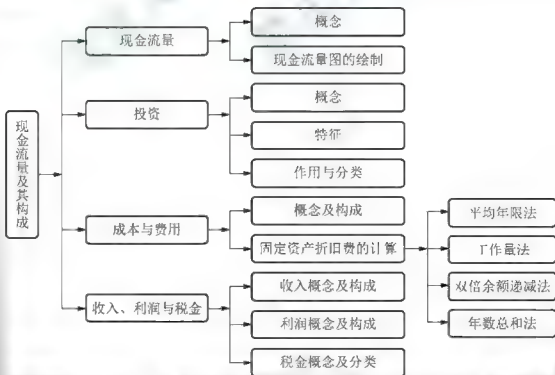 现金流量及其构成
现金流量
概念
现金流量图的绘制
投资
概念
特征
作用与分类
成本与费用
概念及构成
固定资产折旧费的计算
平均年限法
工作量法
双倍余额递减法
年数总和法
收入、利润与税金
收入概念及构成
利润概念及构成
税金概念及分类